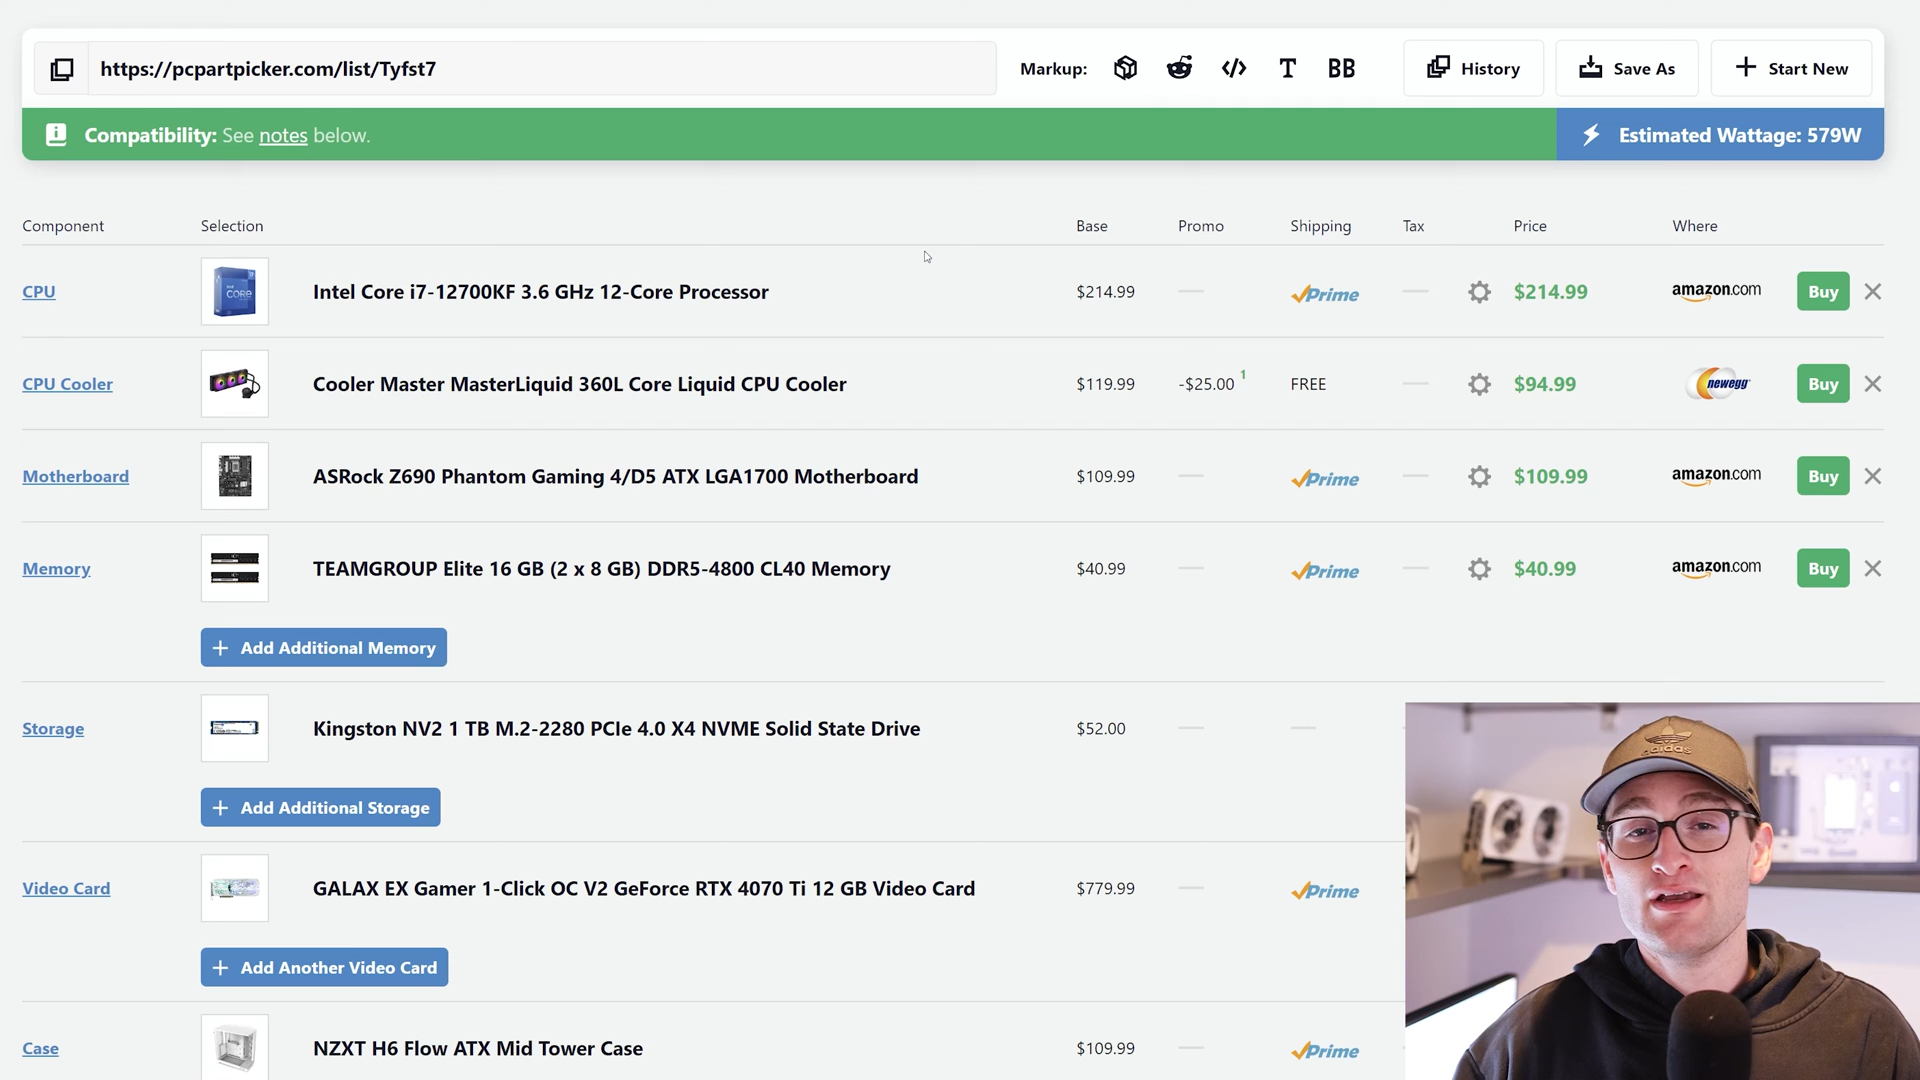 https://pcpartpicker.com/list/Tyfst7 Markup: </> T BB History Save As Start New
Compatibility: See notes below. Estimated Wattage: 579W
Component Selection Base Promo Shipping Tax Price Where
CPU CORE Intel Core i7-12700KF 3.6 GHz 12-Core Processor $214.99 — Prime — $214.99 amazon.com Buy
CPU Cooler Cooler Master MasterLiquid 360L Core Liquid CPU Cooler $119.99 -$25.00 1 FREE — $94.99 newegg Buy
Motherboard ASRock Z690 Phantom Gaming 4/D5 ATX LGA1700 Motherboard $109.99 — Prime — $109.99 amazon.com Buy
Memory TEAMGROUP Elite 16 GB (2 x 8 GB) DDR5-4800 CL40 Memory $40.99 — Prime — $40.99 amazon.com Buy
+ Add Additional Memory
Storage Kingston NV2 1 TB M.2-2280 PCIe 4.0 X4 NVME Solid State Drive $52.00 — —
+ Add Additional Storage
Video Card GALAX EX Gamer 1-Click OC V2 GeForce RTX 4070 Ti 12 GB Video Card $779.99 — Prime
+ Add Another Video Card
Case NZXT H6 Flow ATX Mid Tower Case $109.99 — Prime
adidas